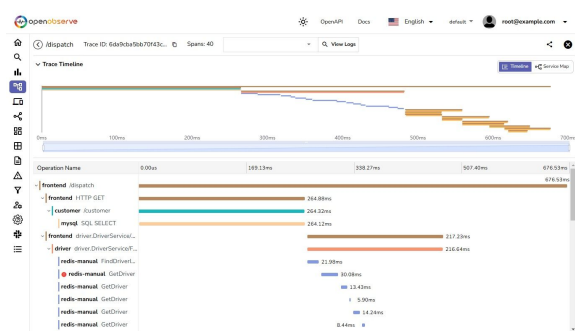 openobserve
OpenAPI Docs English default root@example.com
/dispatch Trace ID: 6da9cba5bb70f43c... Spans: 40 View Logs
Trace Timeline
Timeline Service Map
0ms 100ms 200ms 300ms 400ms 500ms 600ms 700ms
Operation Name 0.00us 169.13ms 338.27ms 507.40ms 676.53ms
676.53ms
frontend /dispatch
frontend HTTP GET 264.88ms
customer /customer 264.32ms
mysql SQL SELECT 264.12ms
frontend driver.DriverService/... 217.23ms
driver driver.DriverService/F... 216.64ms
redis-manual FindDriverI... 21.98ms
redis-manual GetDriver 30.08ms
redis-manual GetDriver 13.43ms
redis-manual GetDriver 5.90ms
redis-manual GetDriver 14.24ms
redis-manual GetDriver 8.44ms